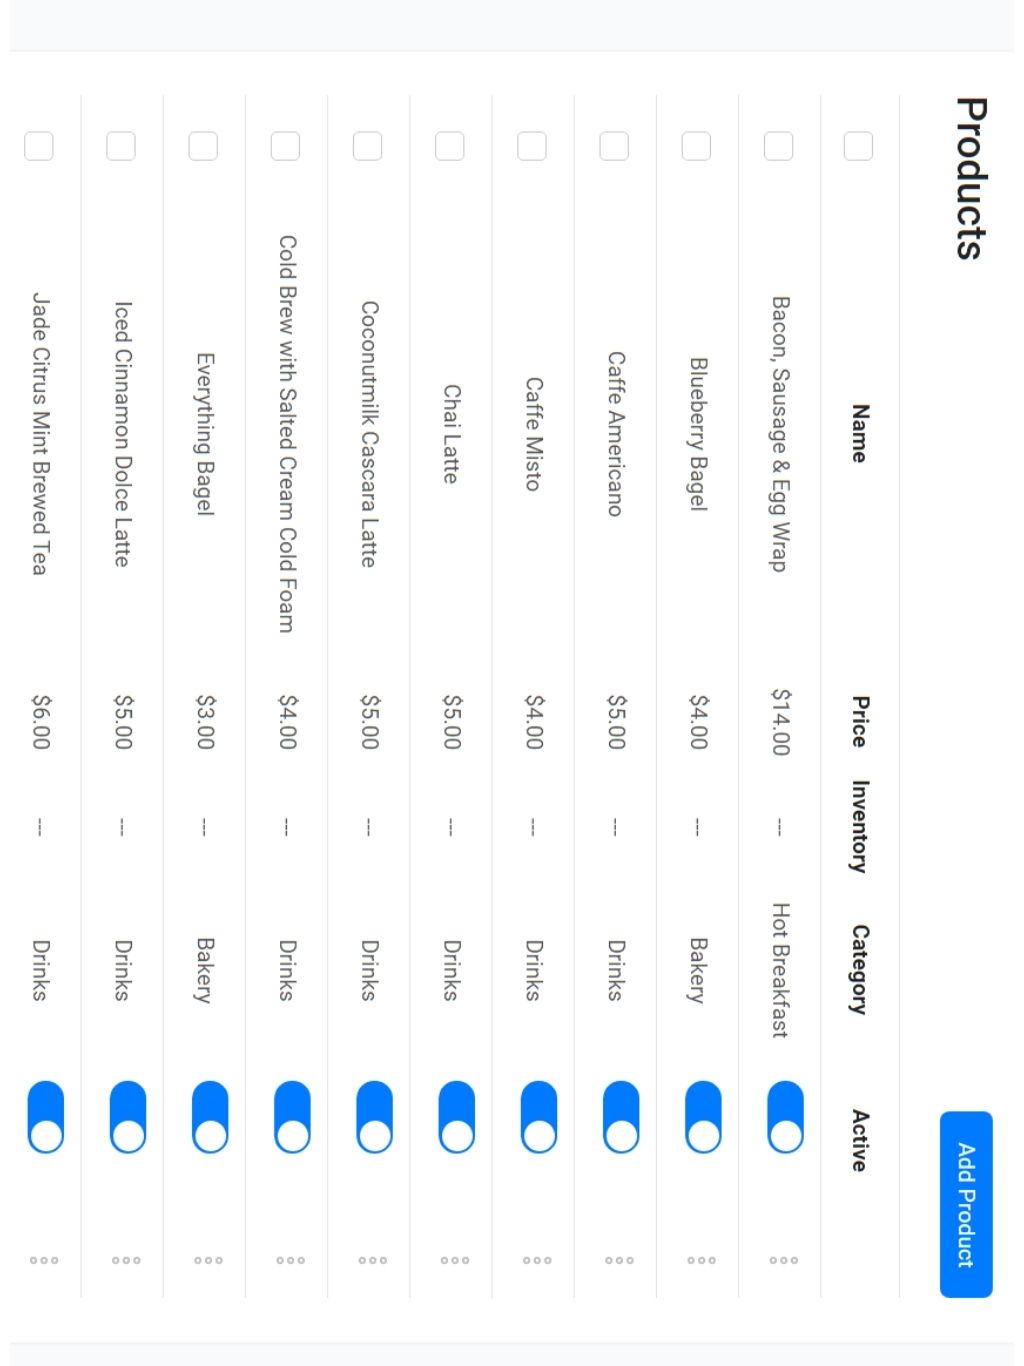 Products
Add Product
Name Price Inventory Category Active
Bacon, Sausage & Egg Wrap $14.00 --- Hot Breakfast
Blueberry Bagel $4.00 --- Bakery
Caffe Americano $5.00 --- Drinks
Caffe Misto $4.00 --- Drinks
Chai Latte $5.00 --- Drinks
Coconutmilk Cascara Latte $5.00 --- Drinks
Cold Brew with Salted Cream Cold Foam $4.00 --- Drinks
Everything Bagel $3.00 --- Bakery
Iced Cinnamon Dolce Latte $5.00 --- Drinks
Jade Citrus Mint Brewed Tea $6.00 --- Drinks